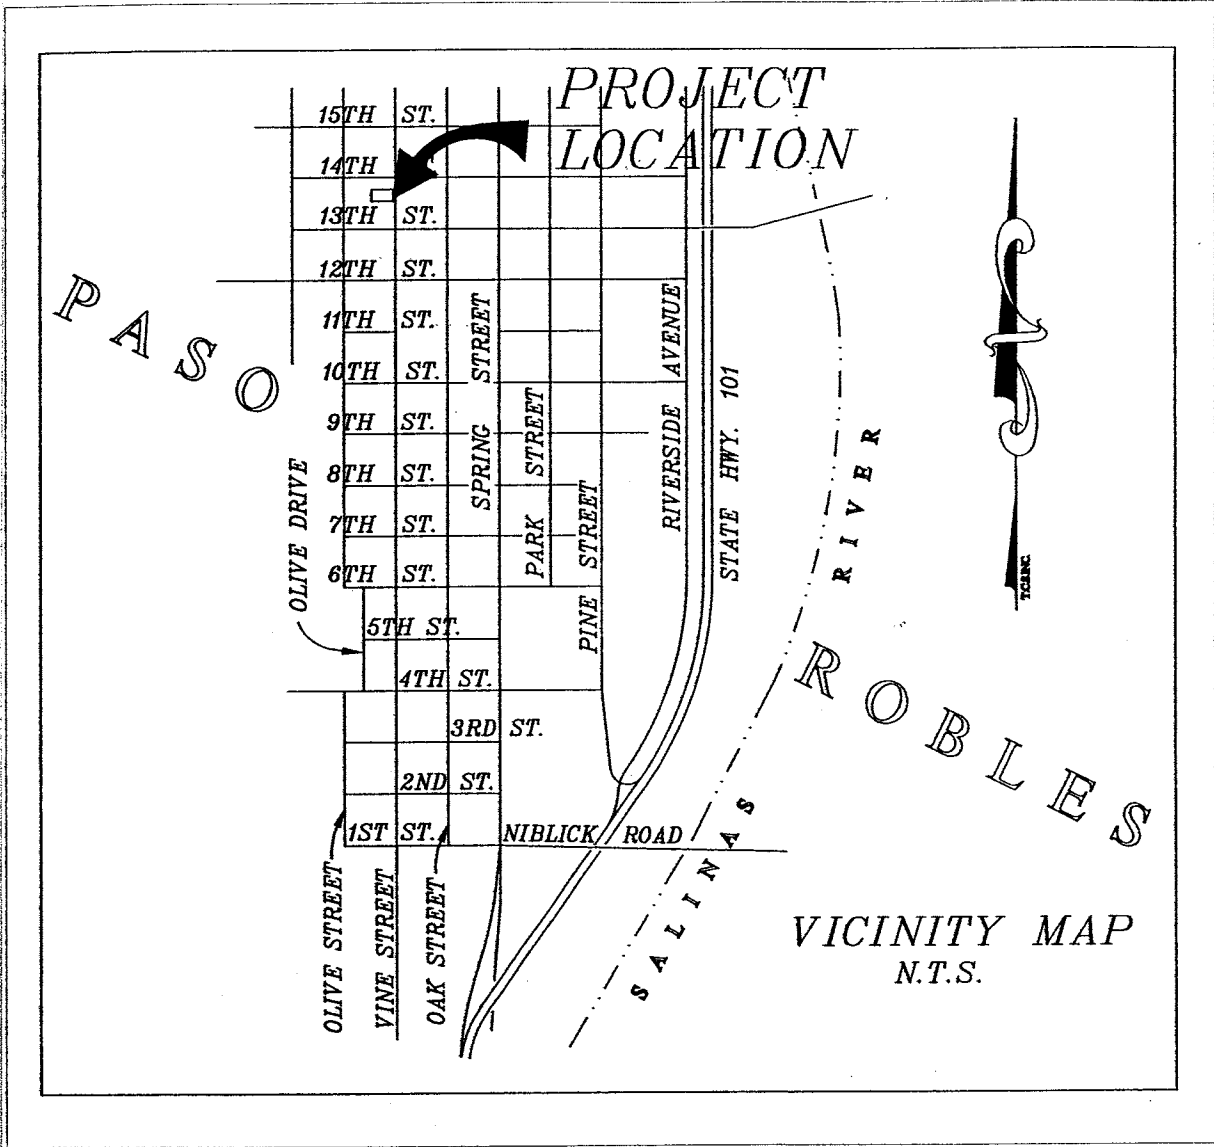 PROJECT
LOCATION
15TH ST.
14TH
13TH ST.
12TH ST.
11TH ST.
10TH ST.
9TH ST.
8TH ST.
7TH ST.
6TH ST.
5TH ST.
4TH ST.
3RD ST.
2ND ST.
1ST ST.
NIBLICK ROAD
PASO
ROBLES
OLIVE DRIVE
SPRING STREET
PARK STREET
PINE STREET
RIVERSIDE AVENUE
STATE HWY. 101
SALINAS RIVER
OLIVE STREET
VINE STREET
OAK STREET
T.C.S.INC.
VICINITY MAP
N.T.S.